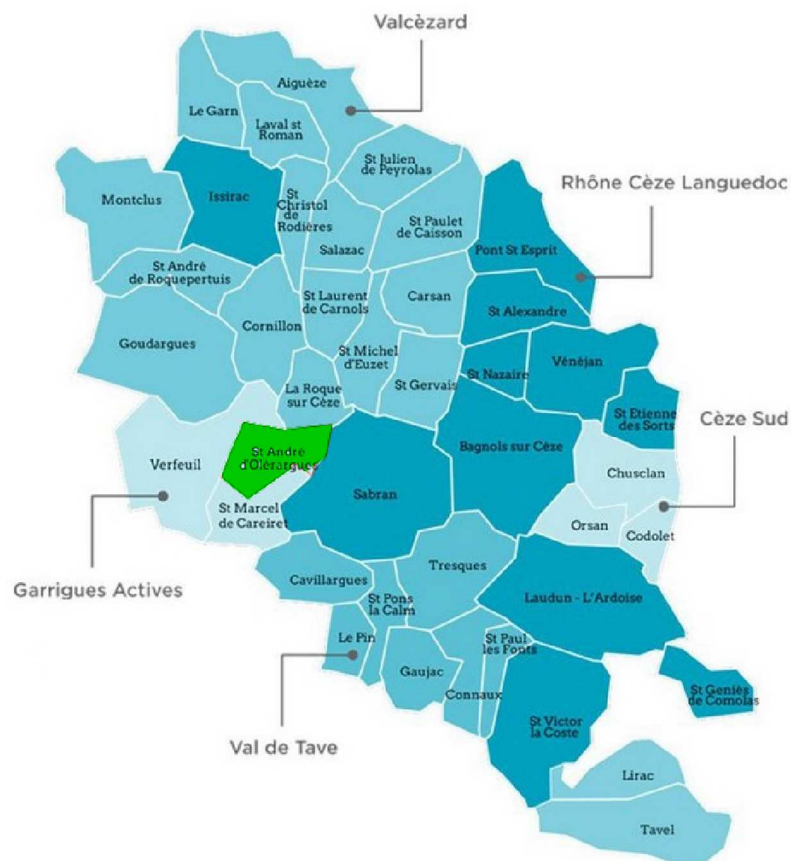 Valcèzard
Aiguèze
Le Garn
Laval st
Roman
St Julien
de Peyrolas
Rhône Cèze Languedoc
Montclus
Issirac
St
Christol
de
Rodières
St Paulet
de Caisson
Salazac
Pont St Esprit
St André
de Roquepertuis
St Laurent
de Carnols
Carsan
St Alexandre
Cornillon
Goudargues
St Michel
d'Euzet
Vénéjan
St Nazaire
St Gervais
La Roque
sur Cèze
St Etienne
des Sorts
Cèze Sud
Bagnols sur Cèze
St André
d'Olérargues
Verfeuil
Chusclan
Sabran
St Marcel
de Careiret
Orsan
Codolet
Garrigues Actives
Cavillargues
Tresques
St Pons
la Calm
Laudun - L'Ardoise
Le Pin
St Paul
les Fonts
Gaujac
Connaux
St Geniès
de Comolas
St Victor
la Coste
Val de Tave
Lirac
Tavel